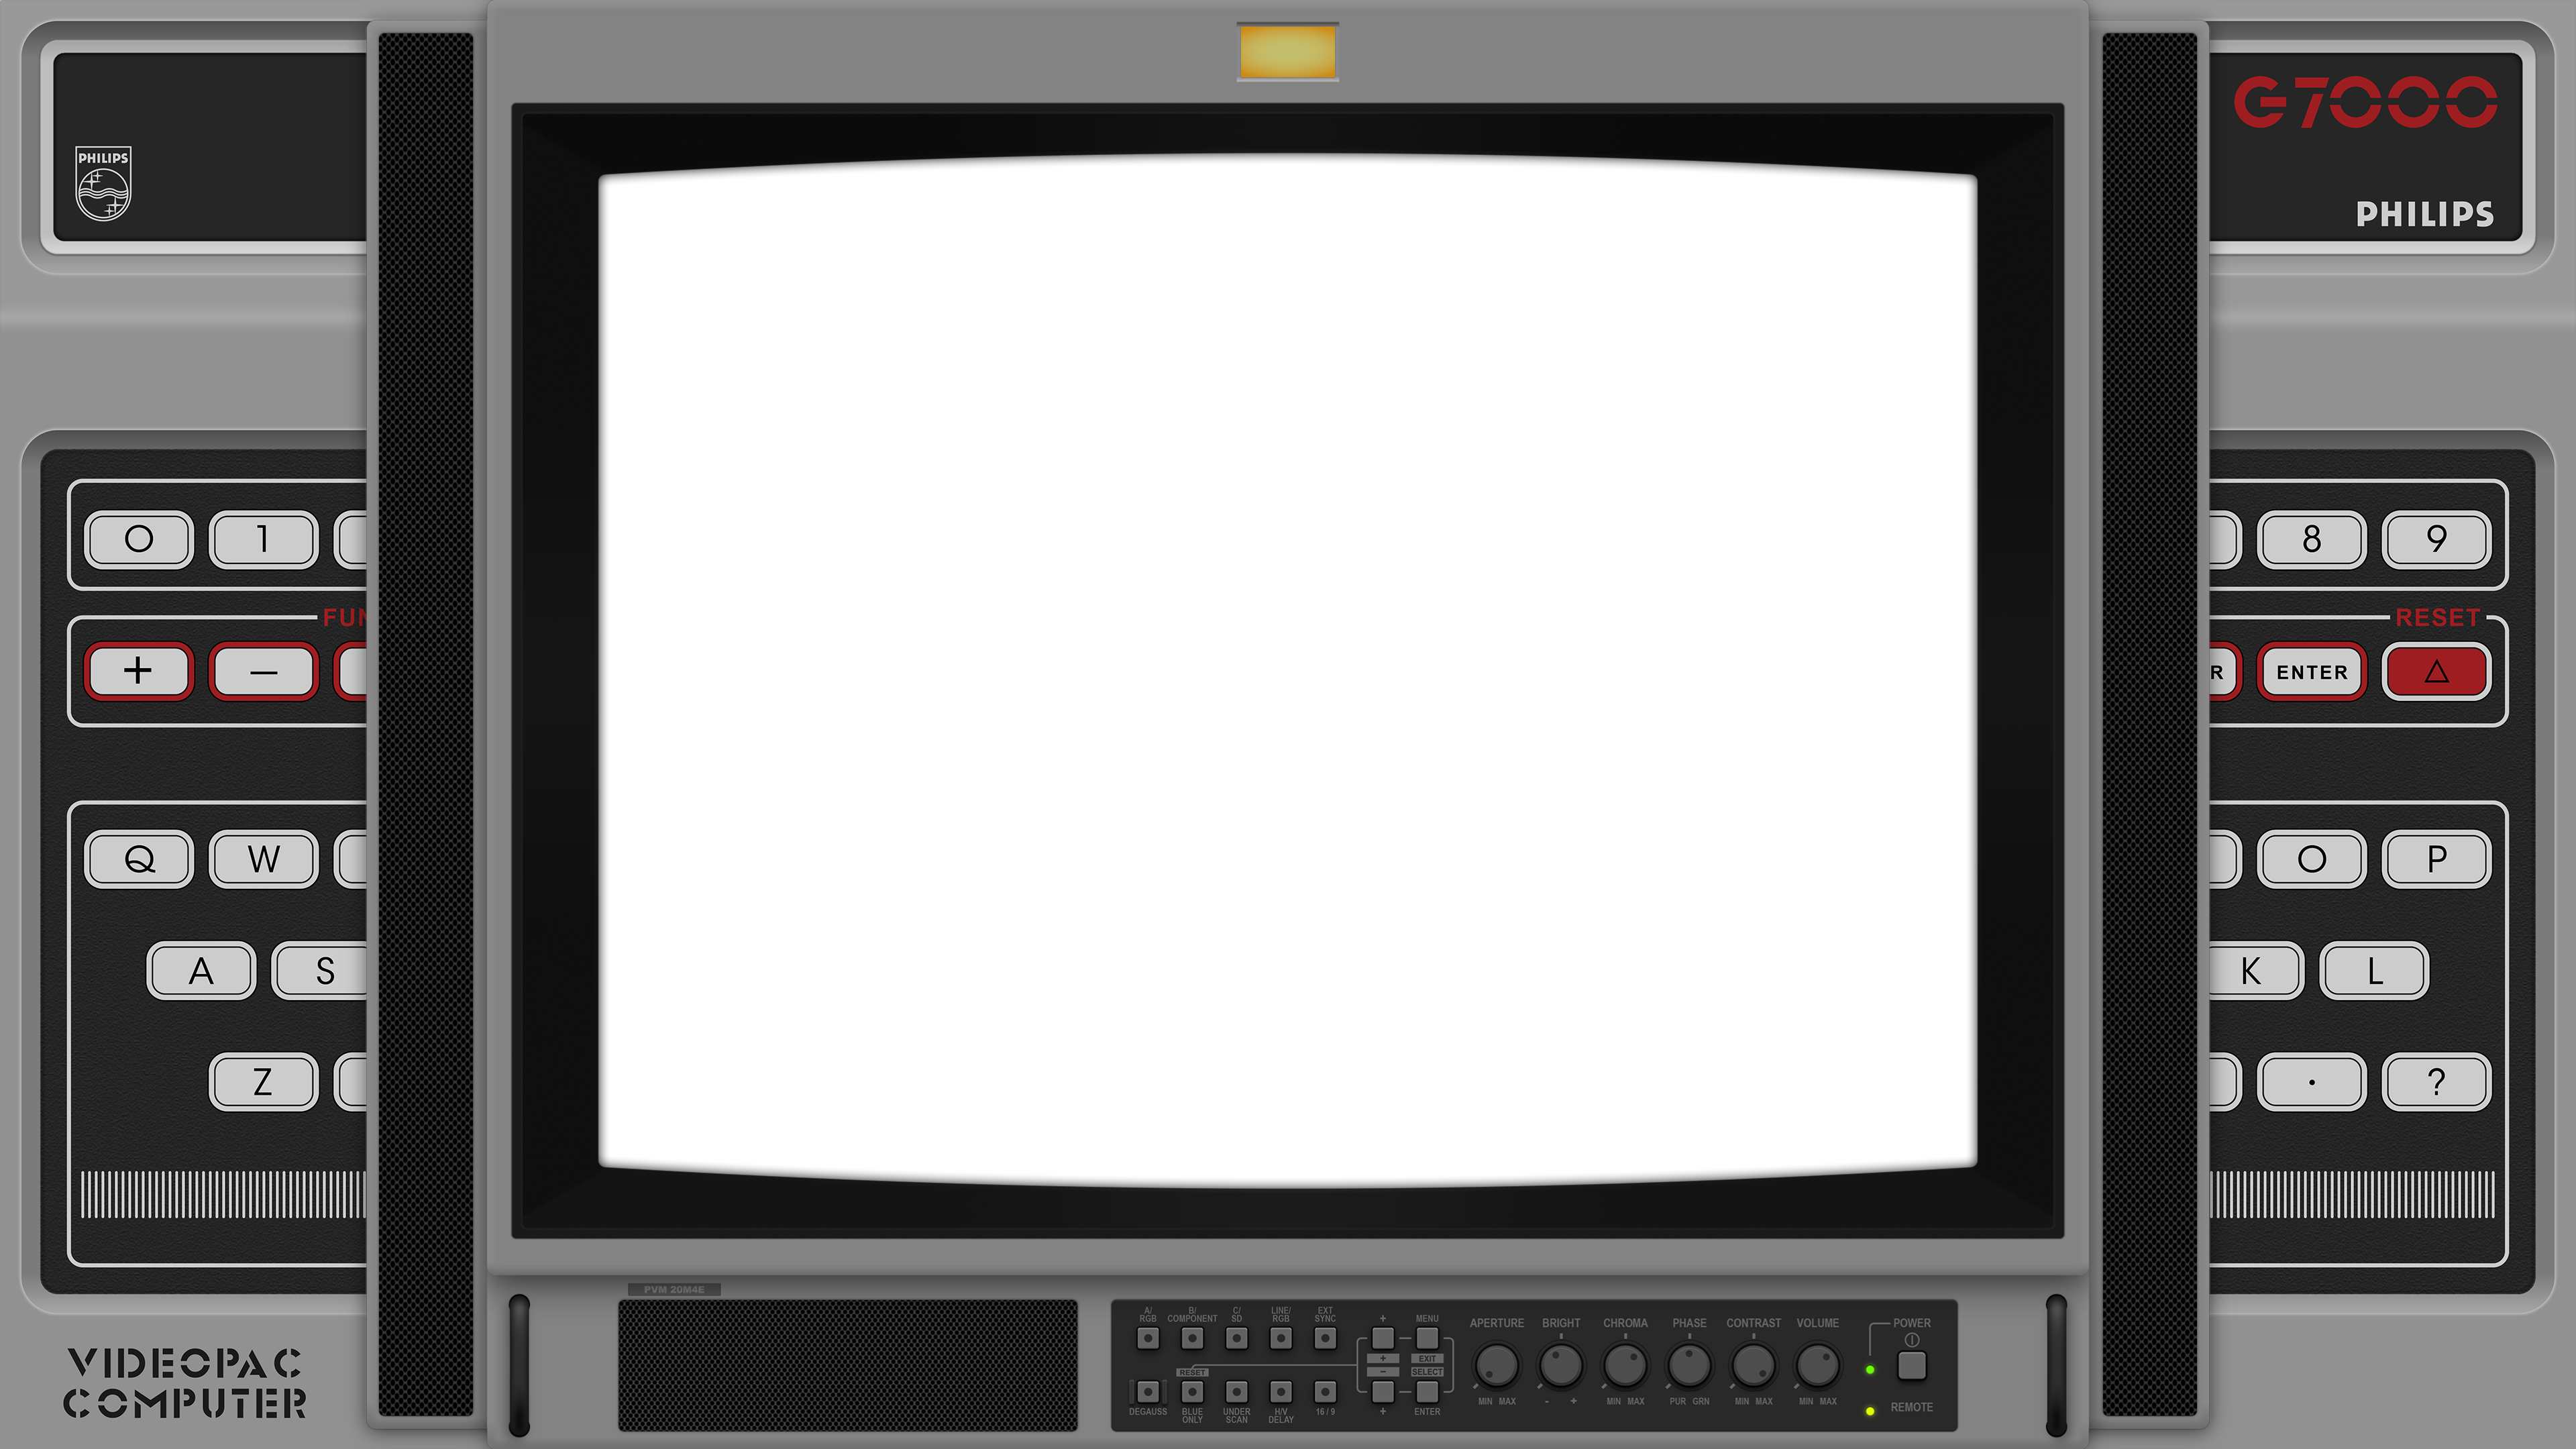 PHILIPS
G7000
PHILIPS
0 1
8 9
FUN
RESET
+ −
R ENTER △
Q W
O P
A S
K L
Z
. ?
VIDEOPAC
COMPUTER
PVM 20M4E
A/ RGB
B/ COMPONENT
C/ SD
LINE/ RGB
EXT SYNC
+
MENU
+
EXIT
RESET
−
SELECT
DEGAUSS
BLUE ONLY
UNDER SCAN
H/V DELAY
16 / 9
+
ENTER
APERTURE
BRIGHT
CHROMA
PHASE
CONTRAST
VOLUME
POWER
MIN MAX
- +
MIN MAX
PUR GRN
MIN MAX
MIN MAX
REMOTE